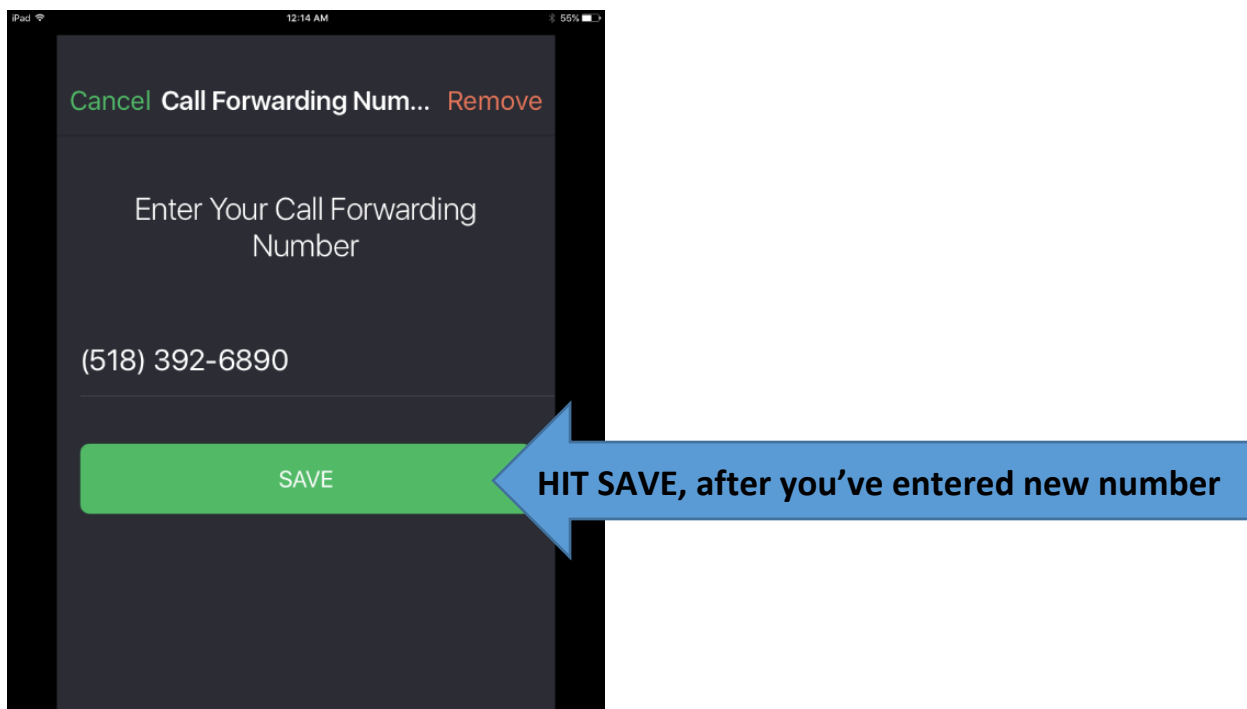 iPad 12:14 AM 55%
Cancel Call Forwarding Num... Remove
Enter Your Call Forwarding
Number
(518) 392-6890
SAVE
HIT SAVE, after you’ve entered new number